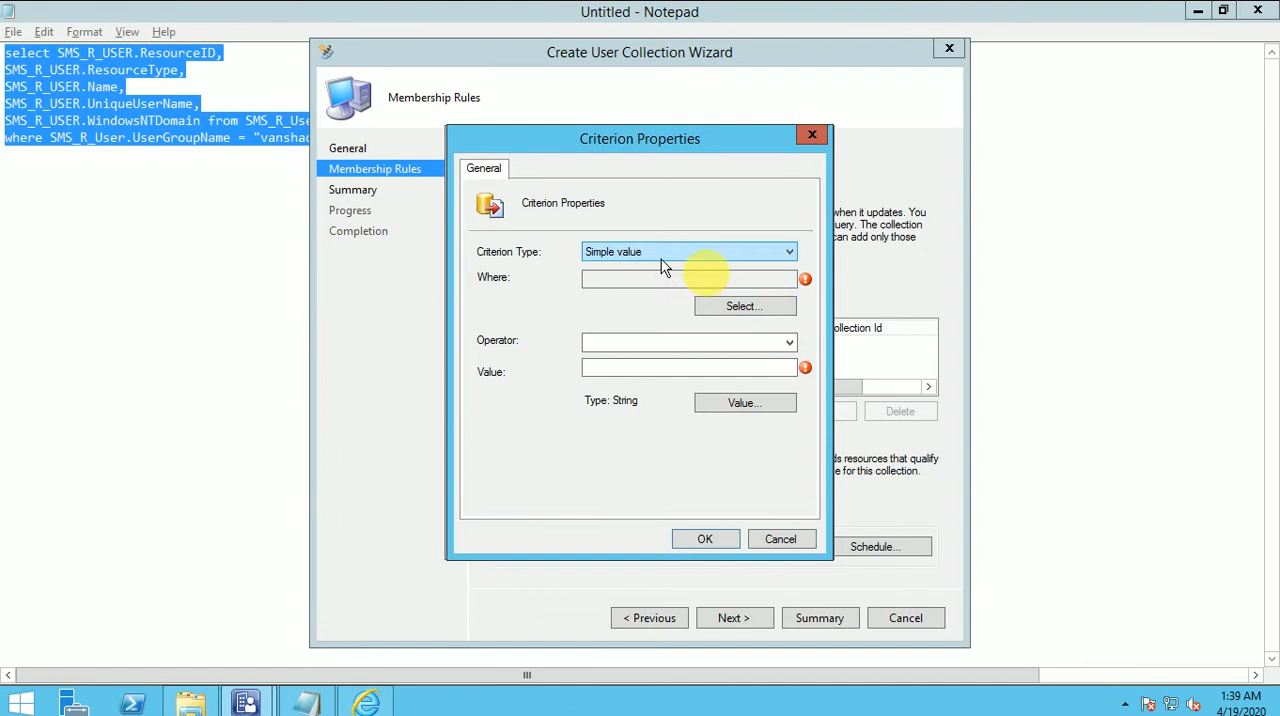 Untitled - Notepad
File Edit Format View Help
select SMS_R_USER.ResourceID,
SMS_R_USER.ResourceType,
SMS_R_USER.Name,
SMS_R_USER.UniqueUserName,
SMS_R_USER.WindowsNTDomain from SMS_R_Use
where SMS_R_User.UserGroupName = "vanshad
Create User Collection Wizard
Membership Rules
General
Membership Rules
Summary
Progress
Completion
when it updates. You
query. The collection
can add only those
ollection Id
Delete
ds resources that qualify
e for this collection.
Schedule...
< Previous Next > Summary Cancel
Criterion Properties
General
Criterion Properties
Criterion Type: Simple value
Where:
Select...
Operator:
Value:
Type: String Value...
OK Cancel
1:39 AM
4/19/2020